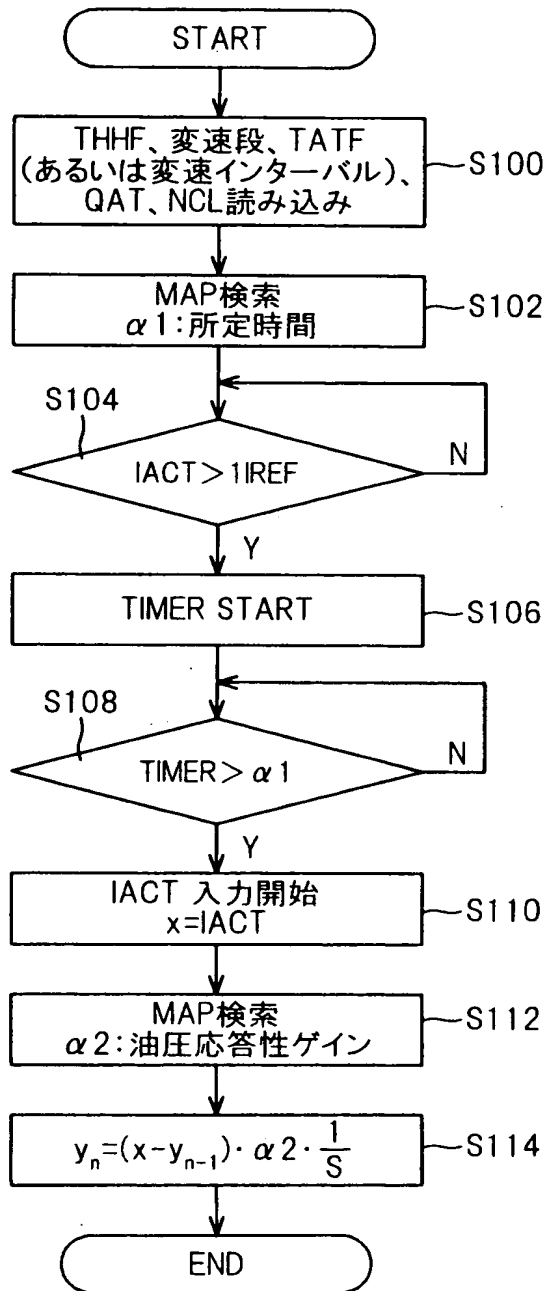 START
THHF、変速段、TATF
(あるいは変速インターバル)、
QAT、NCL読み込み
S100
MAP検索
α1:所定時間
S102
S104
IACT>1IREF
N
Y
TIMER START
S106
S108
TIMER>α1
N
Y
IACT 入力開始
x=IACT
S110
MAP検索
α2:油圧応答性ゲイン
S112
yₙ=(x-yₙ₋₁)·α2·1/S
S114
END